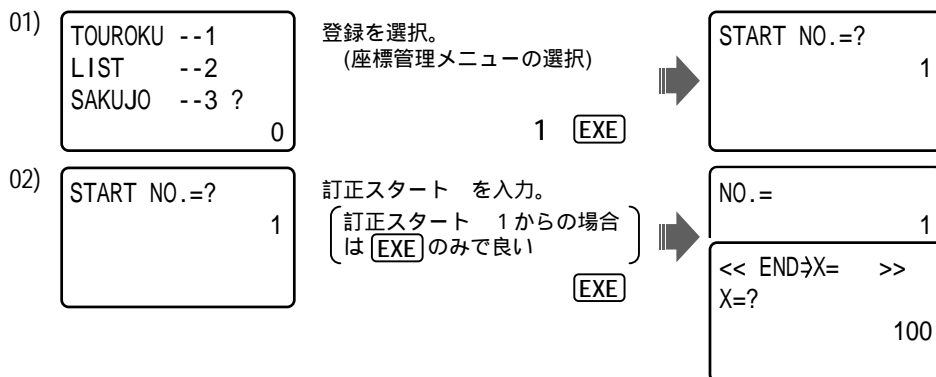 01)
TOUROKU --1
LIST --2
SAKUJO --3 ?
0
登録を選択。
(座標管理メニューの選択)
1 EXE
START NO.=?
1
02)
START NO.=?
1
訂正スタート を入力。
訂正スタート 1からの場合
は EXE のみで良い
EXE
NO.=
1
<< END⇒X= >>
X=?
100